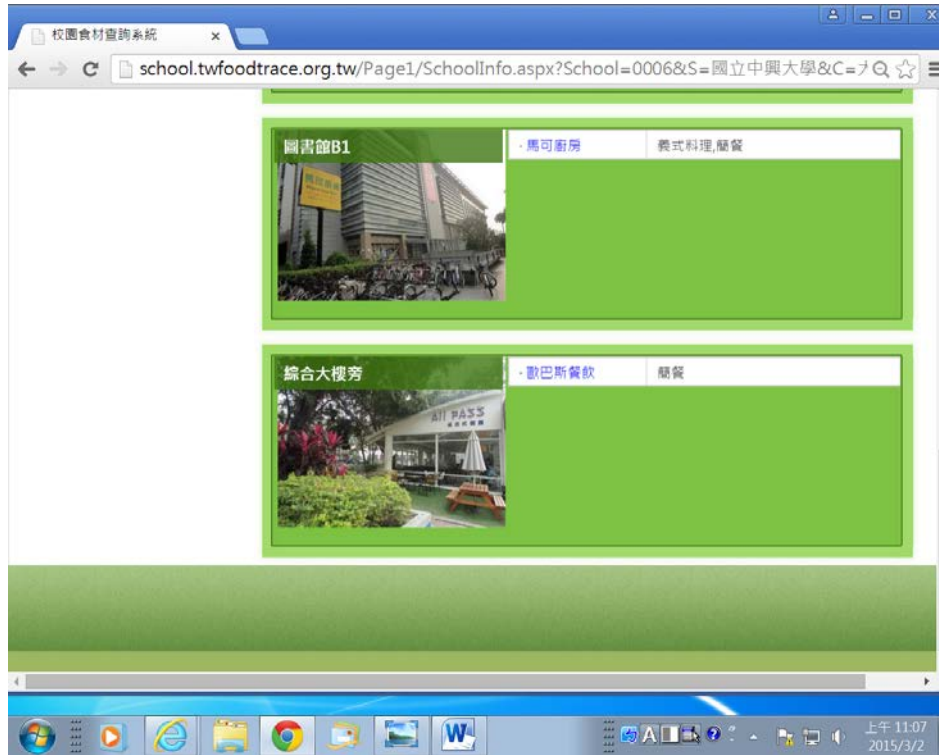 校園食材查詢系統
school.twfoodtrace.org.tw/Page1/SchoolInfo.aspx?School=0006&S=國立中興大學&C=
圖書館B1
·馬可廚房
義式料理,簡餐
綜合大樓旁
·歐巴斯餐飲
簡餐
All PASS
上午 11:07
2015/3/2